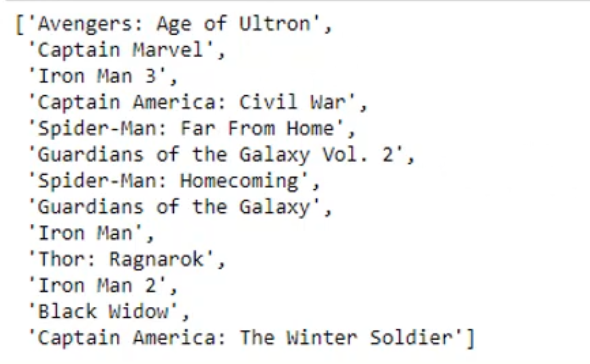 ['Avengers: Age of Ultron',
'Captain Marvel',
'Iron Man 3',
'Captain America: Civil War',
'Spider-Man: Far From Home',
'Guardians of the Galaxy Vol. 2',
'Spider-Man: Homecoming',
'Guardians of the Galaxy',
'Iron Man',
'Thor: Ragnarok',
'Iron Man 2',
'Black Widow',
'Captain America: The Winter Soldier']